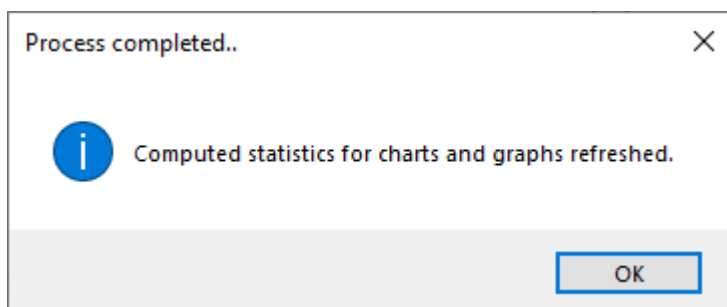 Process completed..
Computed statistics for charts and graphs refreshed.
OK